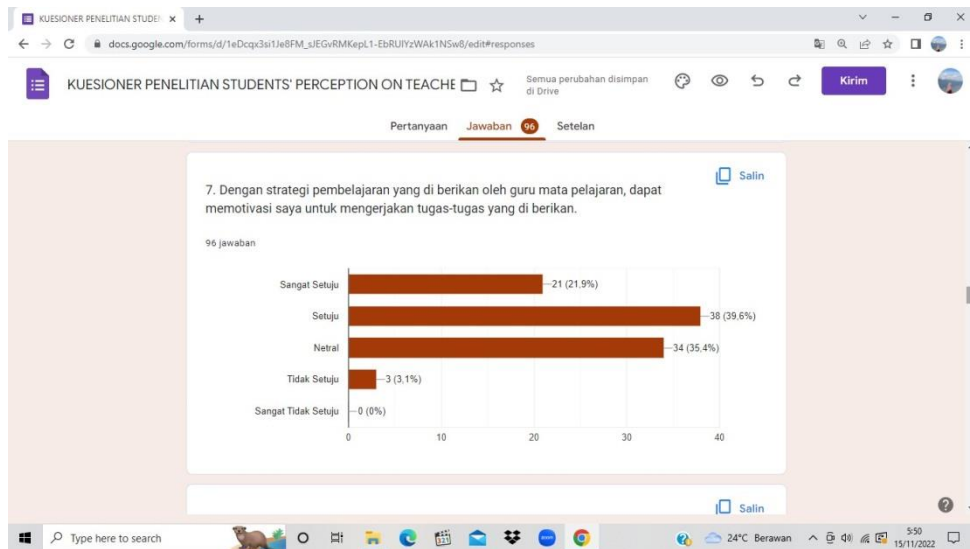 KUESIONER PENELITIAN STUDEN
docs.google.com/forms/d/1eDcqx3si1Je8FM_sJEGvRMKepL1-EbRUIYzWAk1NSw8/edit#responses
KUESIONER PENELITIAN STUDENTS' PERCEPTION ON TEACHE
Semua perubahan disimpan
di Drive
Kirim
Pertanyaan Jawaban 96 Setelan
Salin
7. Dengan strategi pembelajaran yang di berikan oleh guru mata pelajaran, dapat
memotivasi saya untuk mengerjakan tugas-tugas yang di berikan.
96 jawaban
Sangat Setuju 21 (21,9%)
Setuju 38 (39,6%)
Netral 34 (35,4%)
Tidak Setuju 3 (3,1%)
Sangat Tidak Setuju 0 (0%)
0 10 20 30 40
Salin
Type here to search
24°C Berawan
5:50
15/11/2022